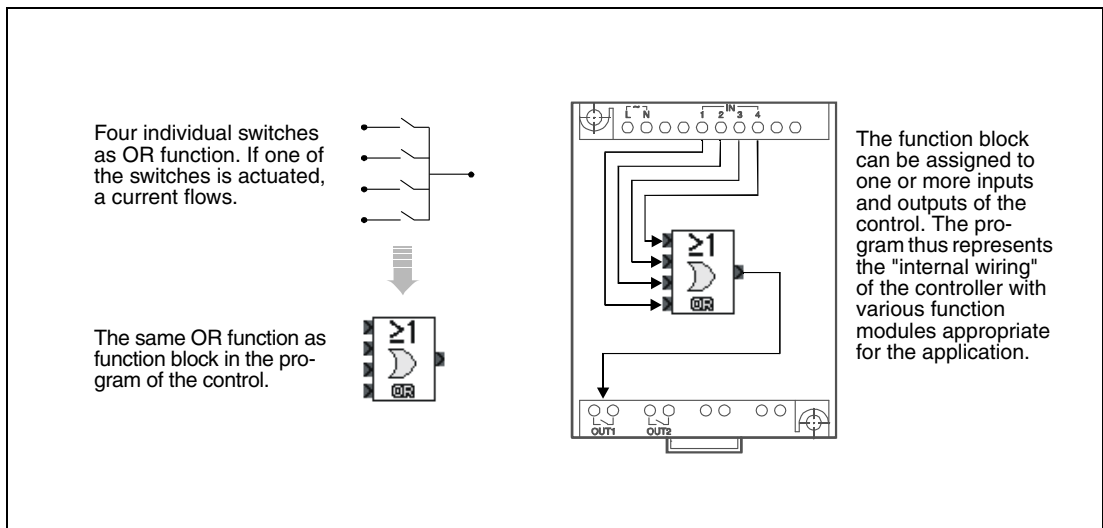 Four individual switches
as OR function. If one of
the switches is actuated,
a current flows.
The same OR function as
function block in the pro-
gram of the control.
≥1
OR
~
L N
IN
1 2 3 4
≥1
OR
OUT1
OUT2
The function block
can be assigned to
one or more inputs
and outputs of the
control. The pro-
gram thus represents
the "internal wiring"
of the controller with
various function
modules appropriate
for the application.